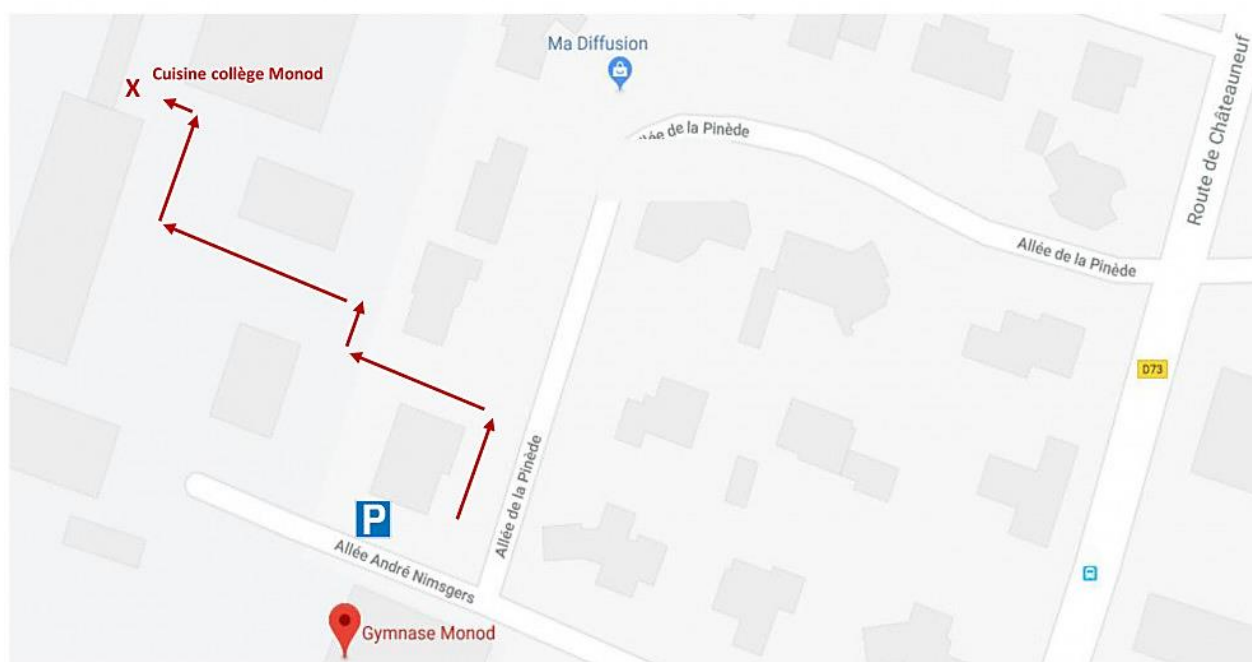 Ma Diffusion
X Cuisine collège Monod
Allée de la Pinède
Route de Châteauneuf
Allée de la Pinède
D73
Allée de la Pinède
P
Allée André Nimsgers
Gymnase Monod